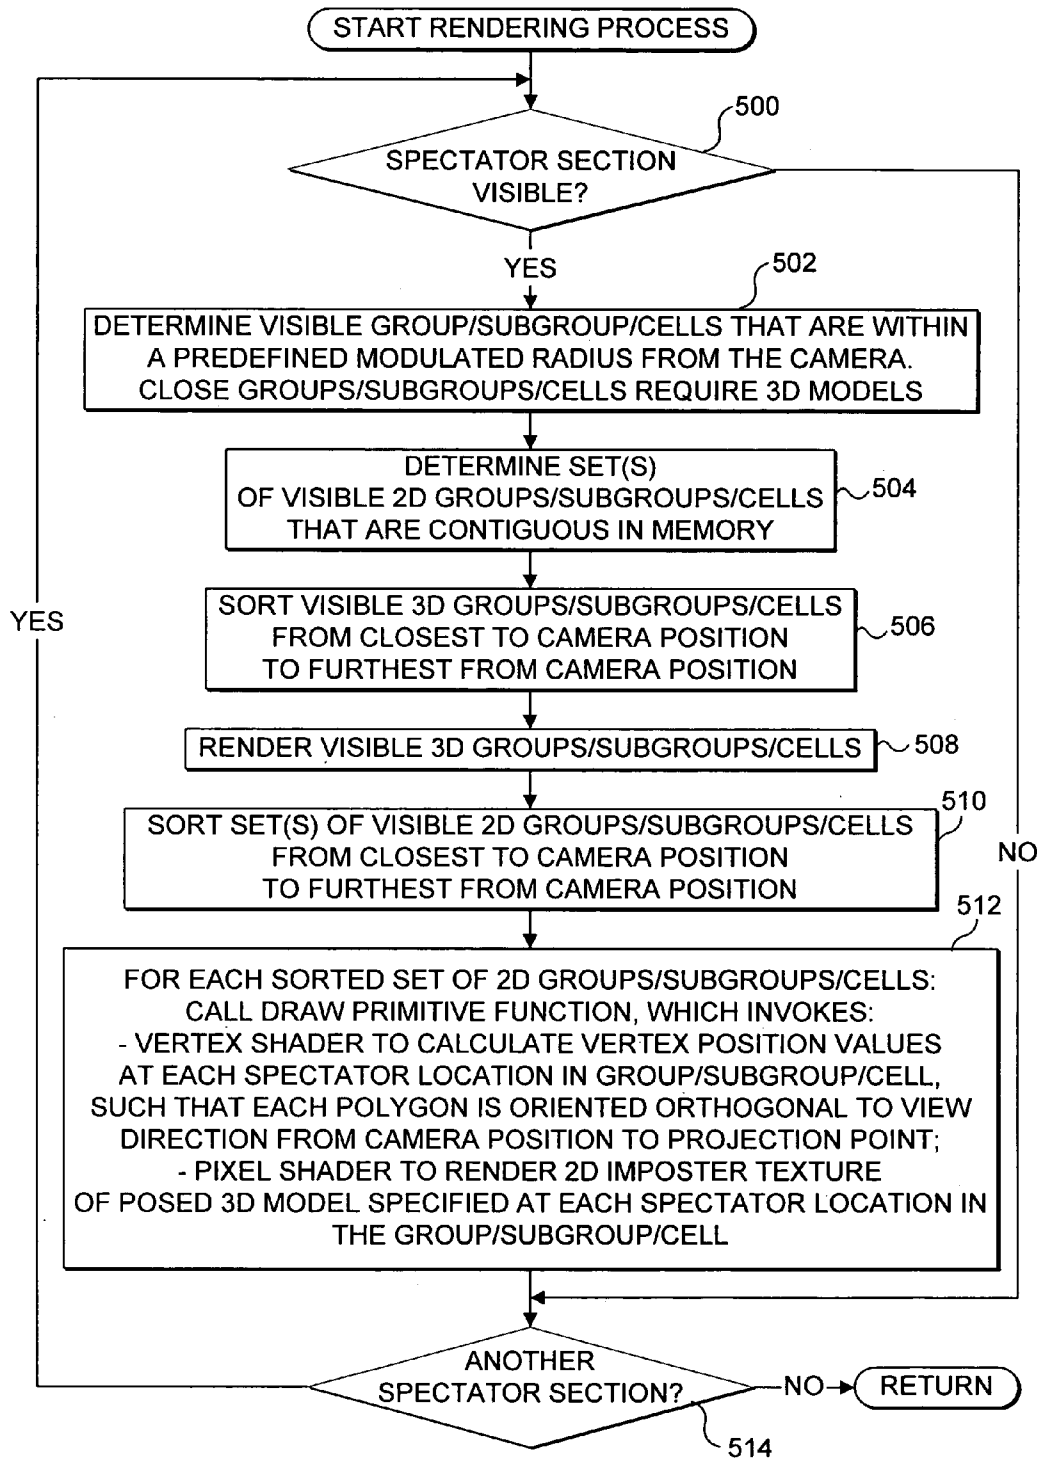 START RENDERING PROCESS
500
SPECTATOR SECTION
VISIBLE?
YES
502
DETERMINE VISIBLE GROUP/SUBGROUP/CELLS THAT ARE WITHIN
A PREDEFINED MODULATED RADIUS FROM THE CAMERA.
CLOSE GROUPS/SUBGROUPS/CELLS REQUIRE 3D MODELS
DETERMINE SET(S)
OF VISIBLE 2D GROUPS/SUBGROUPS/CELLS
THAT ARE CONTIGUOUS IN MEMORY
504
SORT VISIBLE 3D GROUPS/SUBGROUPS/CELLS
FROM CLOSEST TO CAMERA POSITION
TO FURTHEST FROM CAMERA POSITION
506
YES
RENDER VISIBLE 3D GROUPS/SUBGROUPS/CELLS
508
510
SORT SET(S) OF VISIBLE 2D GROUPS/SUBGROUPS/CELLS
FROM CLOSEST TO CAMERA POSITION
TO FURTHEST FROM CAMERA POSITION
NO
512
FOR EACH SORTED SET OF 2D GROUPS/SUBGROUPS/CELLS:
CALL DRAW PRIMITIVE FUNCTION, WHICH INVOKES:
- VERTEX SHADER TO CALCULATE VERTEX POSITION VALUES
AT EACH SPECTATOR LOCATION IN GROUP/SUBGROUP/CELL,
SUCH THAT EACH POLYGON IS ORIENTED ORTHOGONAL TO VIEW
DIRECTION FROM CAMERA POSITION TO PROJECTION POINT;
- PIXEL SHADER TO RENDER 2D IMPOSTER TEXTURE
OF POSED 3D MODEL SPECIFIED AT EACH SPECTATOR LOCATION IN
THE GROUP/SUBGROUP/CELL
ANOTHER
SPECTATOR SECTION?
NO
RETURN
514